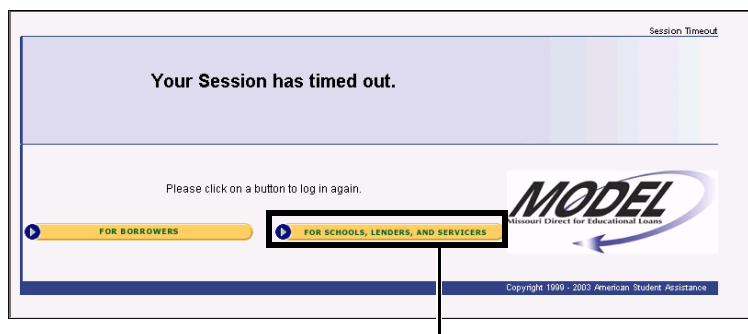 Session Timeout
Your Session has timed out.
Please click on a button to log in again.
MODEL
Missouri Direct for Educational Loans
FOR BORROWERS
FOR SCHOOLS, LENDERS, AND SERVICERS
Copyright 1999 - 2003 American Student Assistance